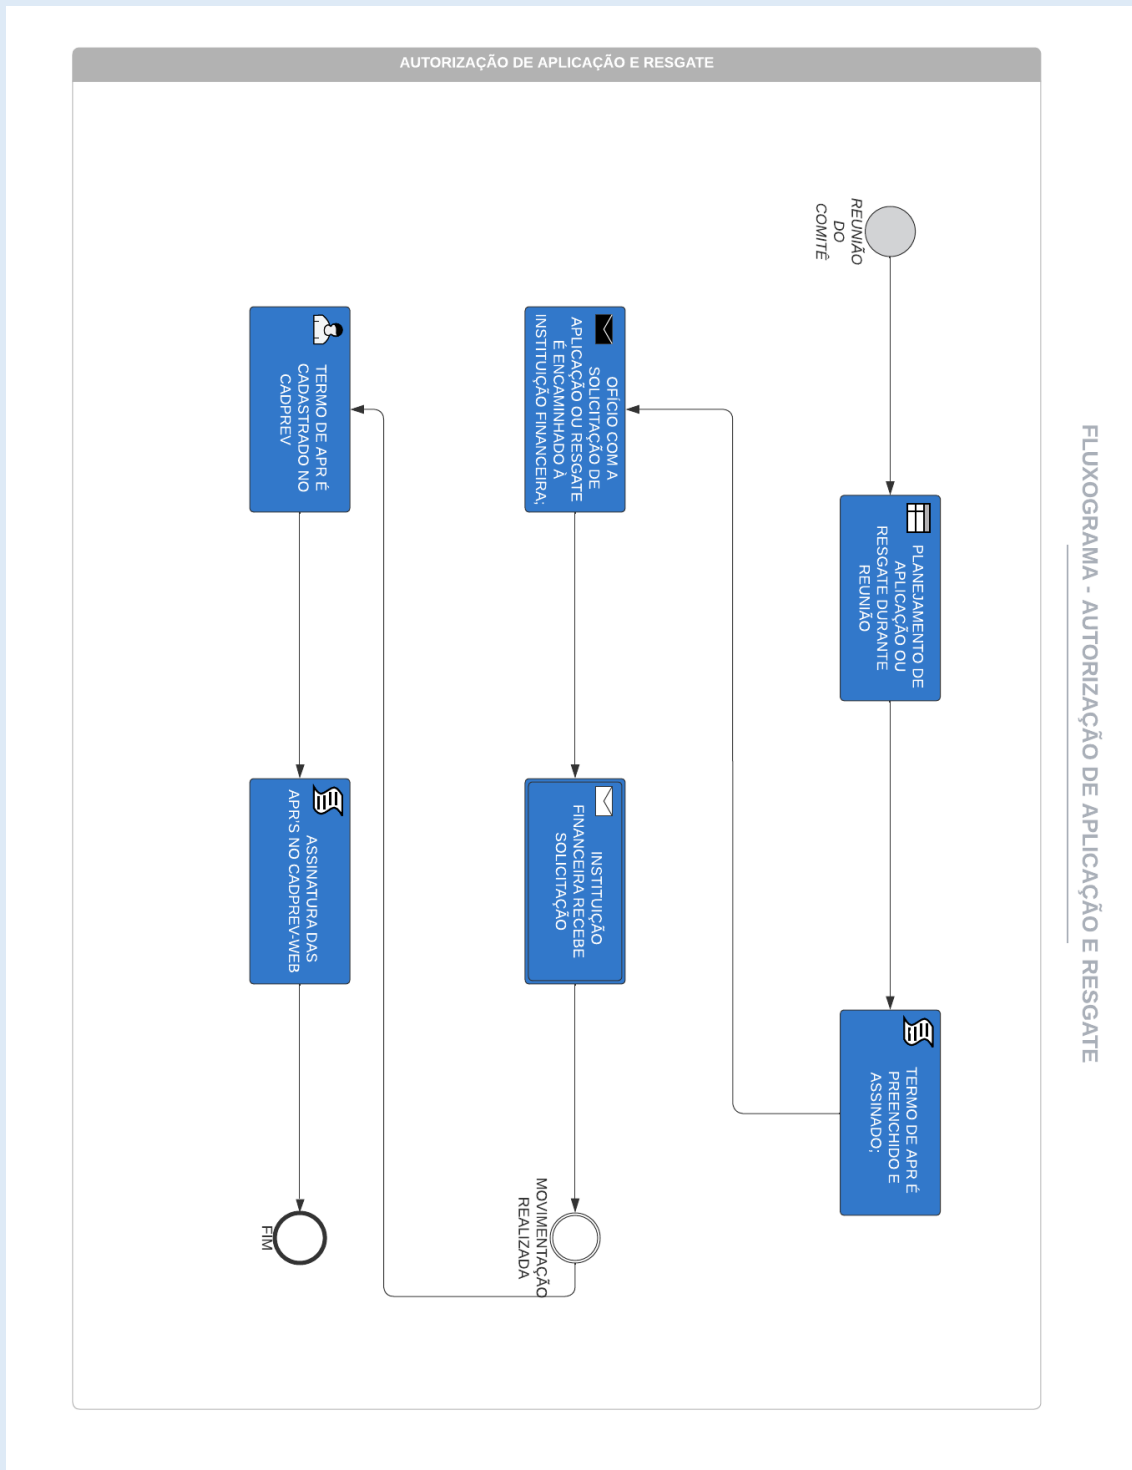 FLUXOGRAMA - AUTORIZAÇÃO DE APLICAÇÃO E RESGATE
AUTORIZAÇÃO DE APLICAÇÃO E RESGATE
REUNIÃO
DO
COMITÊ
PLANEJAMENTO DE
APLICAÇÃO OU
RESGATE DURANTE
REUNIÃO
TERMO DE APR É
PREENCHIDO E
ASSINADO;
OFÍCIO COM A
SOLICITAÇÃO DE
APLICAÇÃO OU RESGATE
É ENCAMINHADO À
INSTITUIÇÃO FINANCEIRA;
INSTITUIÇÃO
FINANCEIRA RECEBE
SOLICITAÇÃO
MOVIMENTAÇÃO
REALIZADA
TERMO DE APR É
CADASTRADO NO
CADPREV
ASSINATURA DAS
APR'S NO CADPREV-WEB
FIM